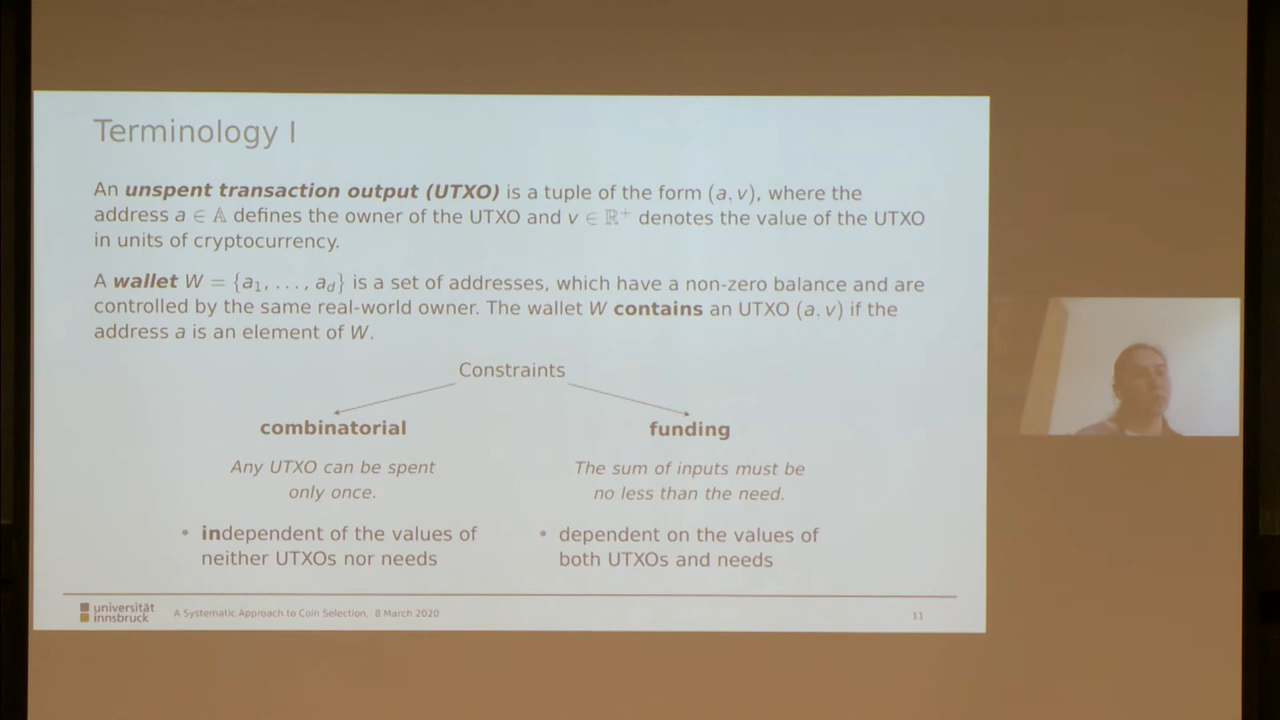 Terminology I
An unspent transaction output (UTXO) is a tuple of the form (a, v), where the
address a ∈ 𝔸 defines the owner of the UTXO and v ∈ ℝ⁺ denotes the value of the UTXO
in units of cryptocurrency.
A wallet W = {a₁, . . . , a_d} is a set of addresses, which have a non-zero balance and are
controlled by the same real-world owner. The wallet W contains an UTXO (a, v) if the
address a is an element of W.
Constraints
combinatorial
Any UTXO can be spent
only once.
• independent of the values of
neither UTXOs nor needs
funding
The sum of inputs must be
no less than the need.
• dependent on the values of
both UTXOs and needs
universität
innsbruck
A Systematic Approach to Coin Selection, 8 March 2020
11